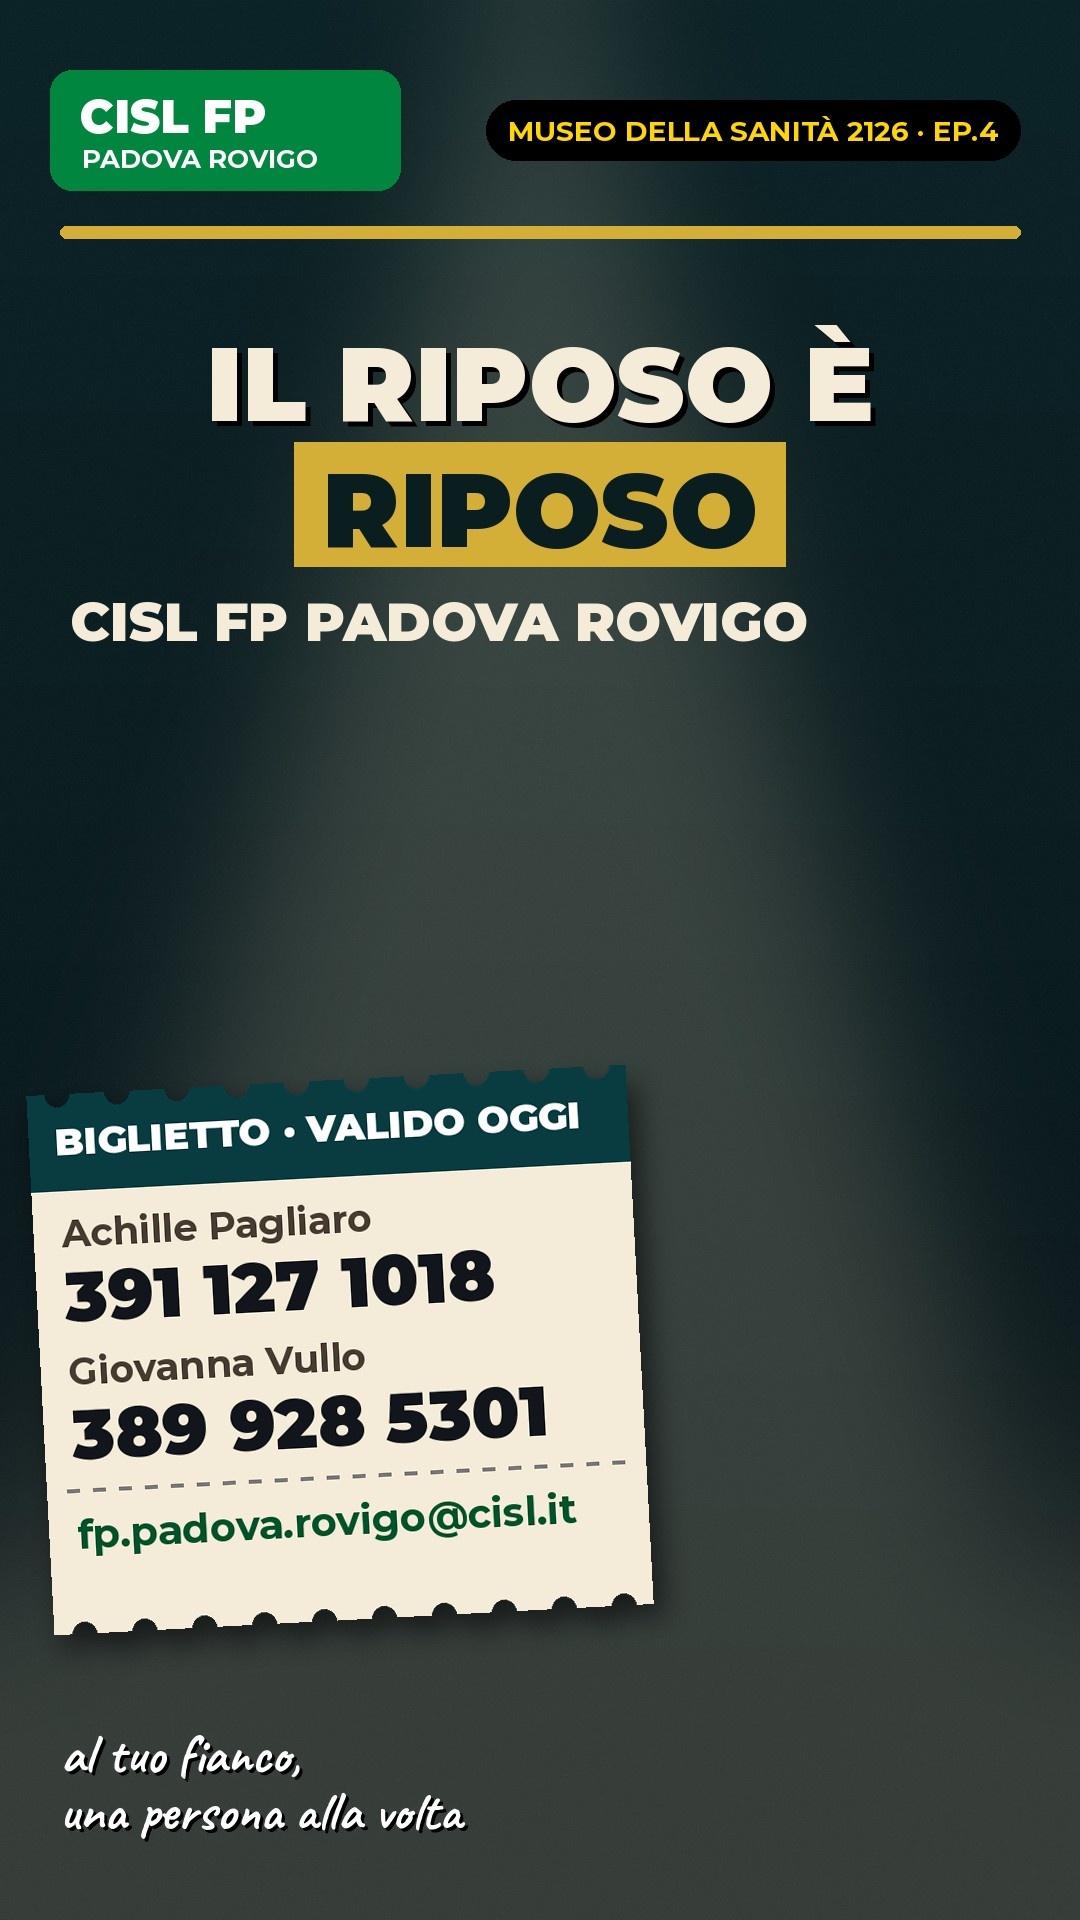 CISL FP
PADOVA ROVIGO
MUSEO DELLA SANITÀ 2126 · EP.4
IL RIPOSO È
RIPOSO
CISL FP PADOVA ROVIGO
BIGLIETTO · VALIDO OGGI
Achille Pagliaro
391 127 1018
Giovanna Vullo
389 928 5301
fp.padova.rovigo@cisl.it
al tuo fianco,
una persona alla volta